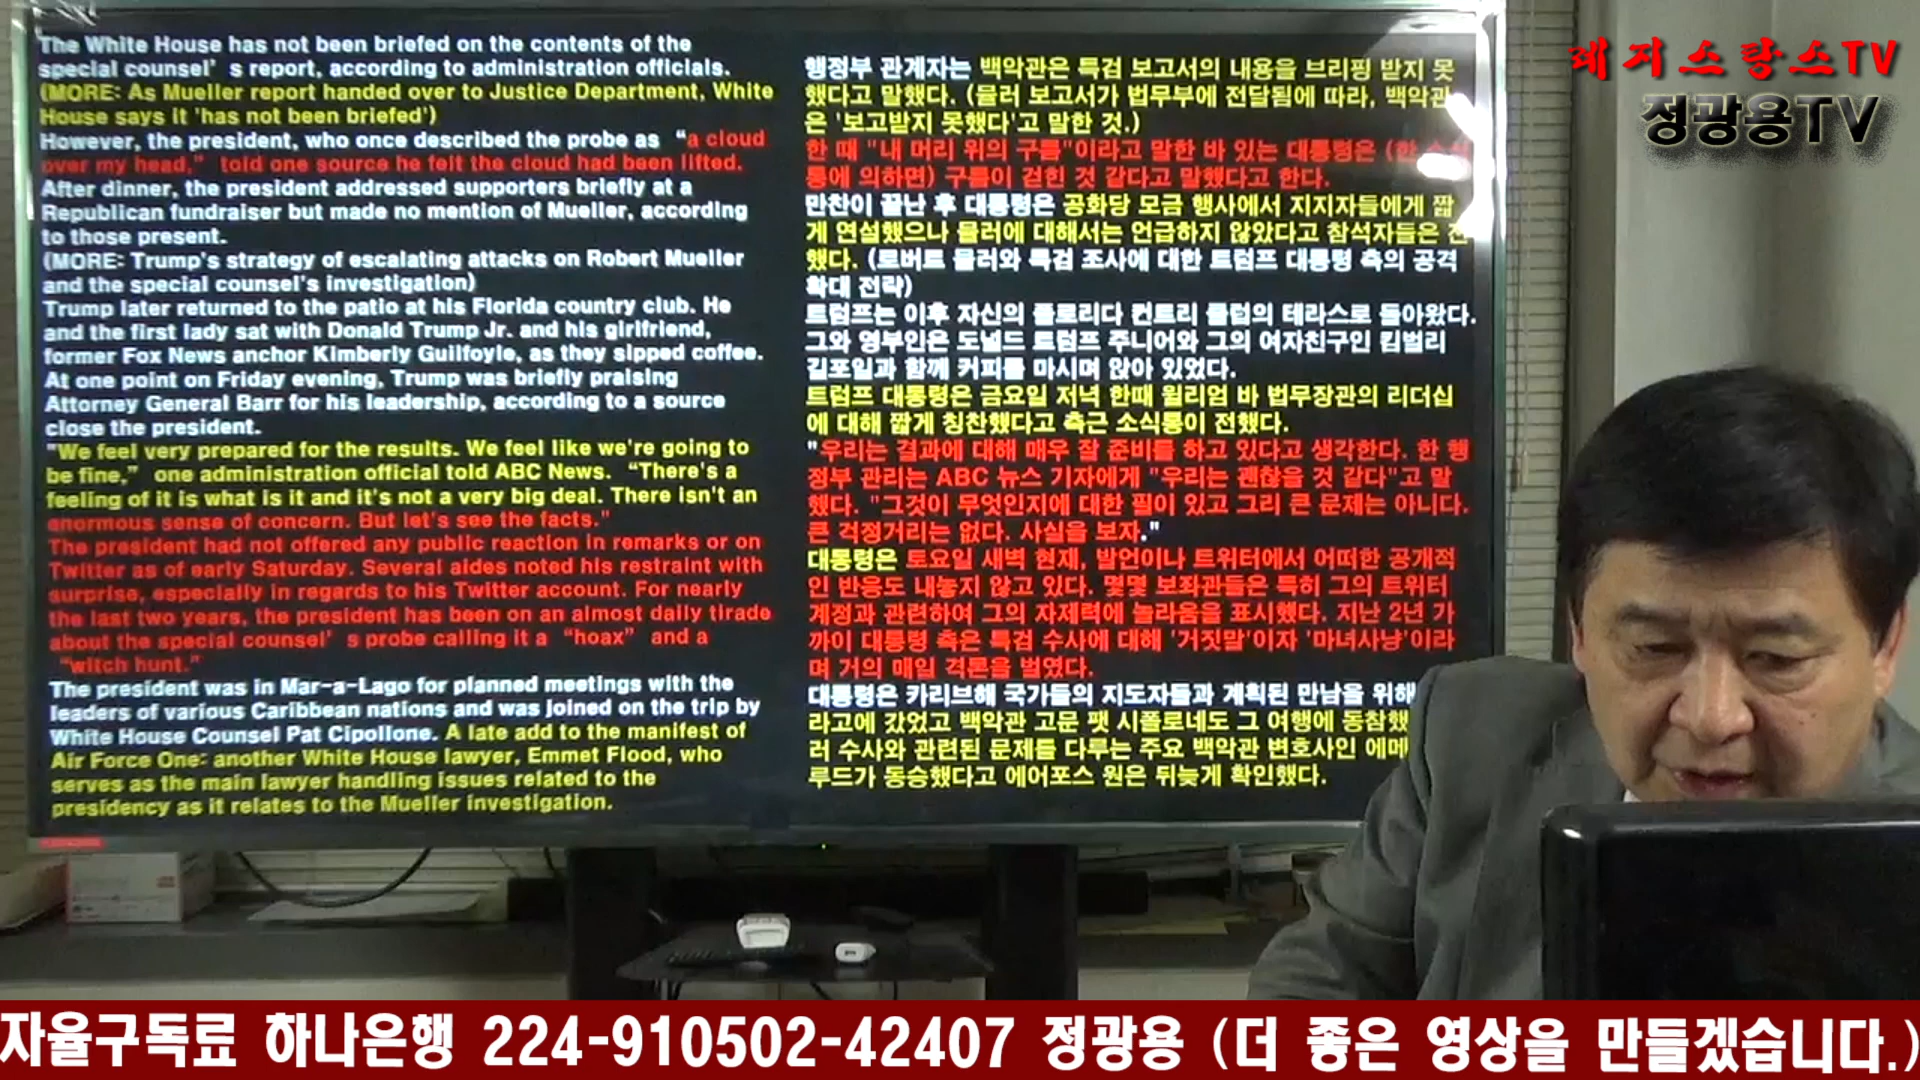 The White House has not been briefed on the contents of the
special counsel's report, according to administration officials.
(MORE: As Mueller report handed over to Justice Department, White
House says it 'has not been briefed')
However, the president, who once described the probe as “a cloud
over my head,” told one source he felt the cloud had been lifted.
After dinner, the president addressed supporters briefly at a
Republican fundraiser but made no mention of Mueller, according
to those present.
(MORE: Trump's strategy of escalating attacks on Robert Mueller
and the special counsel's investigation)
Trump later returned to the patio at his Florida country club. He
and the first lady sat with Donald Trump Jr. and his girlfriend,
former Fox News anchor Kimberly Guilfoyle, as they sipped coffee.
At one point on Friday evening, Trump was briefly praising
Attorney General Barr for his leadership, according to a source
close the president.
"We feel very prepared for the results. We feel like we're going to
be fine,” one administration official told ABC News. “There's a
feeling of it is what is it and it's not a very big deal. There isn't an
enormous sense of concern. But let's see the facts."
The president had not offered any public reaction in remarks or on
Twitter as of early Saturday. Several aides noted his restraint with
surprise, especially in regards to his Twitter account. For nearly
the last two years, the president has been on an almost daily tirade
about the special counsel's probe calling it a “hoax” and a
“witch hunt.”
The president was in Mar-a-Lago for planned meetings with the
leaders of various Caribbean nations and was joined on the trip by
White House Counsel Pat Cipollone. A late add to the manifest of
Air Force One: another White House lawyer, Emmet Flood, who
serves as the main lawyer handling issues related to the
presidency as it relates to the Mueller investigation.
행정부 관계자는 백악관은 특검 보고서의 내용을 브리핑 받지 못
했다고 말했다. (뮬러 보고서가 법무부에 전달됨에 따라, 백악관
은 '보고받지 못했다'고 말한 것.)
한 때 "내 머리 위의 구름"이라고 말한 바 있는 대통령은 (한 소식
통에 의하면) 구름이 걷힌 것 같다고 말했다고 한다.
만찬이 끝난 후 대통령은 공화당 모금 행사에서 지지자들에게 짧
게 연설했으나 뮬러에 대해서는 언급하지 않았다고 참석자들은 전
했다. (로버트 뮬러와 특검 조사에 대한 트럼프 대통령 측의 공격
확대 전략)
트럼프는 이후 자신의 플로리다 컨트리 클럽의 테라스로 돌아왔다.
그와 영부인은 도널드 트럼프 주니어와 그의 여자친구인 킴벌리
길포일과 함께 커피를 마시며 앉아 있었다.
트럼프 대통령은 금요일 저녁 한때 윌리엄 바 법무장관의 리더십
에 대해 짧게 칭찬했다고 측근 소식통이 전했다.
"우리는 결과에 대해 매우 잘 준비를 하고 있다고 생각한다. 한 행
정부 관리는 ABC 뉴스 기자에게 "우리는 괜찮을 것 같다"고 말
했다. "그것이 무엇인지에 대한 필이 있고 그리 큰 문제는 아니다.
큰 걱정거리는 없다. 사실을 보자."
대통령은 토요일 새벽 현재, 발언이나 트위터에서 어떠한 공개적
인 반응도 내놓지 않고 있다. 몇몇 보좌관들은 특히 그의 트위터
계정과 관련하여 그의 자제력에 놀라움을 표시했다. 지난 2년 가
까이 대통령 측은 특검 수사에 대해 '거짓말'이자 '마녀사냥'이라
며 거의 매일 격론을 벌였다.
대통령은 카리브해 국가들의 지도자들과 계획된 만남을 위해
라고에 갔었고 백악관 고문 팻 시폴로네도 그 여행에 동참했
러 수사와 관련된 문제를 다루는 주요 백악관 변호사인 에메
루드가 동승했다고 에어포스 원은 뒤늦게 확인했다.
레지스탕스TV
정광용TV
자율구독료 하나은행 224-910502-42407 정광용 (더 좋은 영상을 만들겠습니다.)